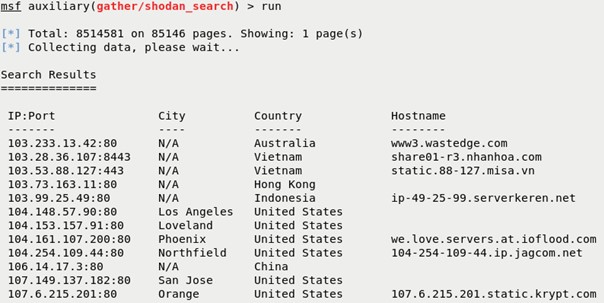 msf auxiliary(gather/shodan_search) > run
[*] Total: 8514581 on 85146 pages. Showing: 1 page(s)
[*] Collecting data, please wait...
Search Results
==============
IP:Port City Country Hostname
------- ---- ------- --------
103.233.13.42:80 N/A Australia www3.wastedge.com
103.28.36.107:8443 N/A Vietnam share01-r3.nhanhoa.com
103.53.88.127:443 N/A Vietnam static.88-127.misa.vn
103.73.163.11:80 N/A Hong Kong
103.99.25.49:80 N/A Indonesia ip-49-25-99.serverkeren.net
104.148.57.90:80 Los Angeles United States
104.153.157.91:80 Loveland United States
104.161.107.200:80 Phoenix United States we.love.servers.at.ioflood.com
104.254.109.44:80 Northfield United States 104-254-109-44.ip.jagcom.net
106.14.17.3:80 N/A China
107.149.137.182:80 San Jose United States
107.6.215.201:80 Orange United States 107.6.215.201.static.krypt.com